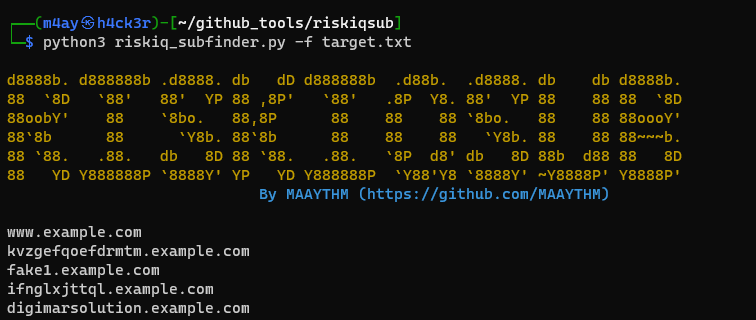 ┌──(m4ay㉿h4ck3r)-[~/github_tools/riskiqsub]
└─$ python3 riskiq_subfinder.py -f target.txt
d8888b. d888888b .d8888. db   dD d888888b  .d88b.  .d8888. db    db d8888b.
88  `8D   `88'   88'  YP 88 ,8P'   `88'   .8P  Y8. 88'  YP 88    88 88  `8D
88oobY'    88    `8bo.   88,8P      88    88    88 `8bo.   88    88 88oooY'
88`8b      88      `Y8b. 88`8b      88    88    88   `Y8b. 88    88 88~~~b.
88 `88.   .88.   db   8D 88 `88.   .88.   `8P  d8' db   8D 88b  d88 88   8D
88   YD Y888888P `8888Y' YP   YD Y888888P  `Y88'Y8 `8888Y' ~Y8888P' Y8888P'
By MAAYTHM (https://github.com/MAAYTHM)
www.example.com
kvzgefqoefdrmtm.example.com
fake1.example.com
ifnglxjttql.example.com
digimarsolution.example.com